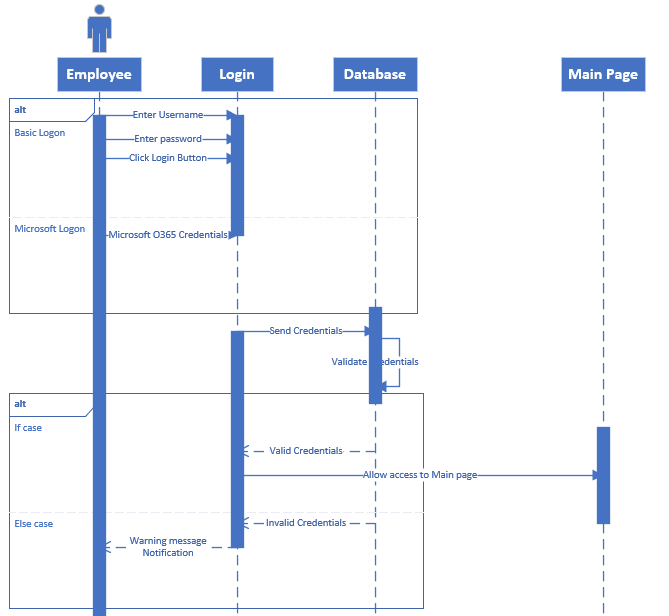 Employee
Login
Database
Main Page
alt
Basic Logon
Enter Username
Enter password
Click Login Button
Microsoft Logon
Microsoft O365 Credentials
Send Credentials
Validate Credentials
alt
If case
Valid Credentials
Allow access to Main page
Else case
Invalid Credentials
Warning message
Notification